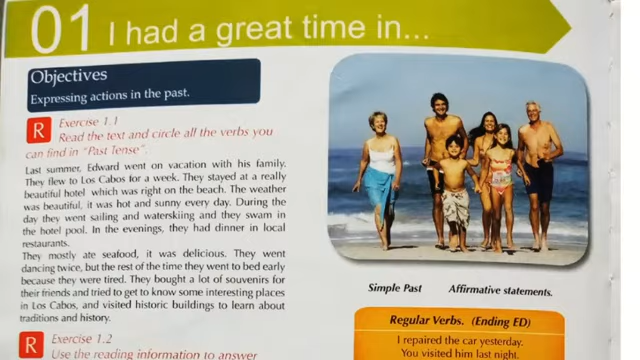 01 I had a great time in...
Objectives
Expressing actions in the past.
R
Exercise 1.1
Read the text and circle all the verbs you
can find in "Past Tense".
Last summer, Edward went on vacation with his family.
They flew to Los Cabos for a week. They stayed at a really
beautiful hotel which was right on the beach. The weather
was beautiful, it was hot and sunny every day. During the
day they went sailing and waterskiing and they swam in
the hotel pool. In the evenings, they had dinner in local
restaurants.
They mostly ate seafood, it was delicious. They went
dancing twice, but the rest of the time they went to bed early
because they were tired. They bought a lot of souvenirs for
their friends and tried to get to know some interesting places
in Los Cabos, and visited historic buildings to learn about
traditions and history.
R
Exercise 1.2
Use the reading information to answer
Simple Past Affirmative statements.
Regular Verbs. (Ending ED)
I repaired the car yesterday.
You visited him last night.